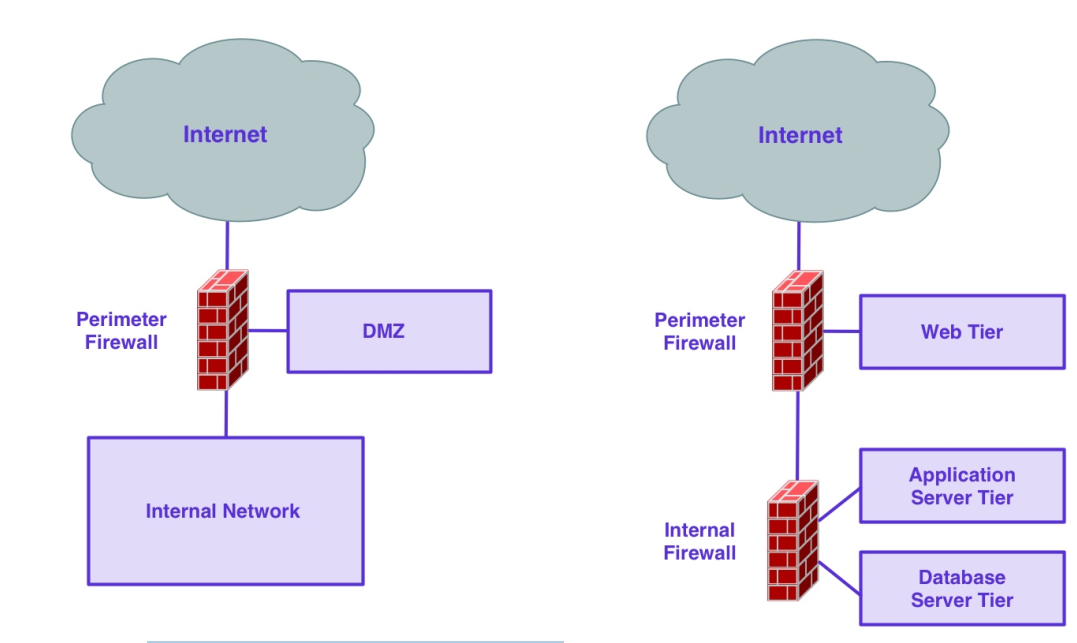 Internet
Perimeter
Firewall
DMZ
Internal Network
Internet
Perimeter
Firewall
Web Tier
Internal
Firewall
Application
Server Tier
Database
Server Tier